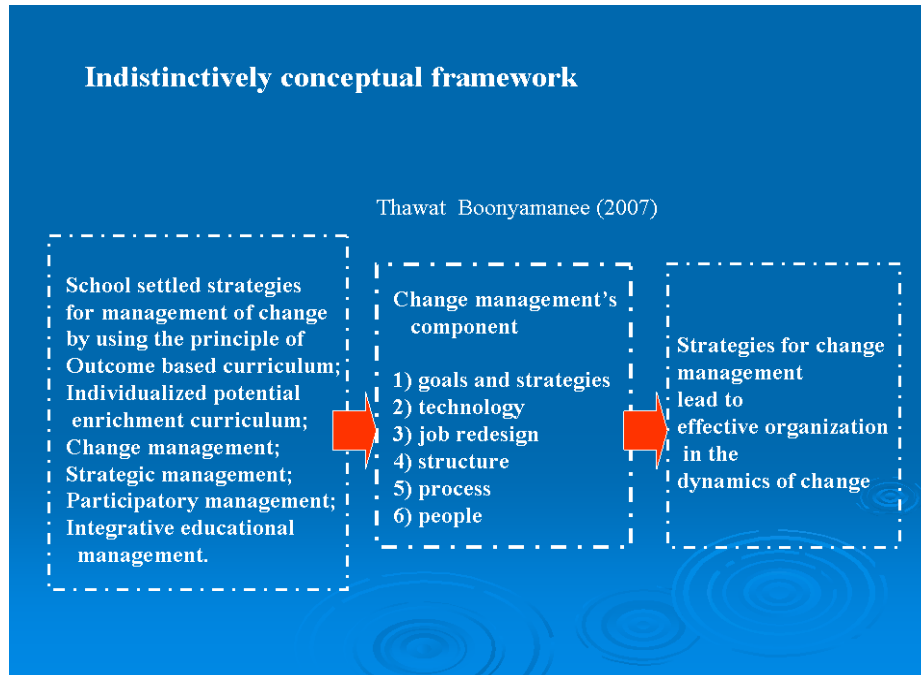 Indistinctively conceptual framework
Thawat Boonyamanee (2007)
School settled strategies
for management of change
by using the principle of
Outcome based curriculum;
Individualized potential
enrichment curriculum;
Change management;
Strategic management;
Participatory management;
Integrative educational
management.
Change management’s
component
1) goals and strategies
2) technology
3) job redesign
4) structure
5) process
6) people
Strategies for change
management
lead to
effective organization
in the
dynamics of change